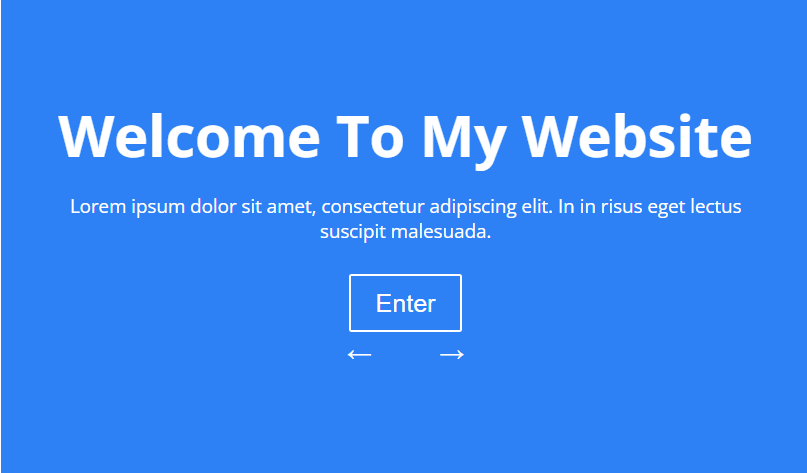 Welcome To My Website
Lorem ipsum dolor sit amet, consectetur adipiscing elit. In in risus eget lectus
suscipit malesuada.
Enter
← →